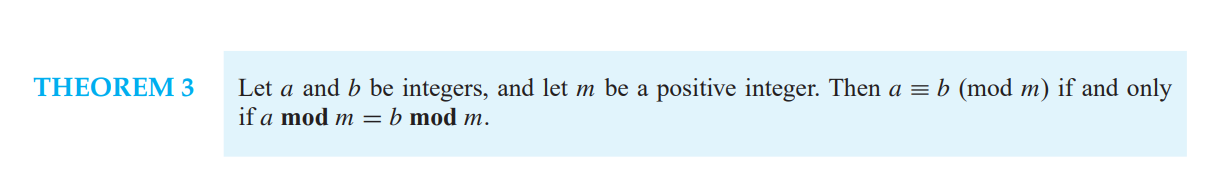 THEOREM 3 Let a and b be integers, and let m be a positive integer. Then a ≡ b (mod m) if and only
if a mod m = b mod m.